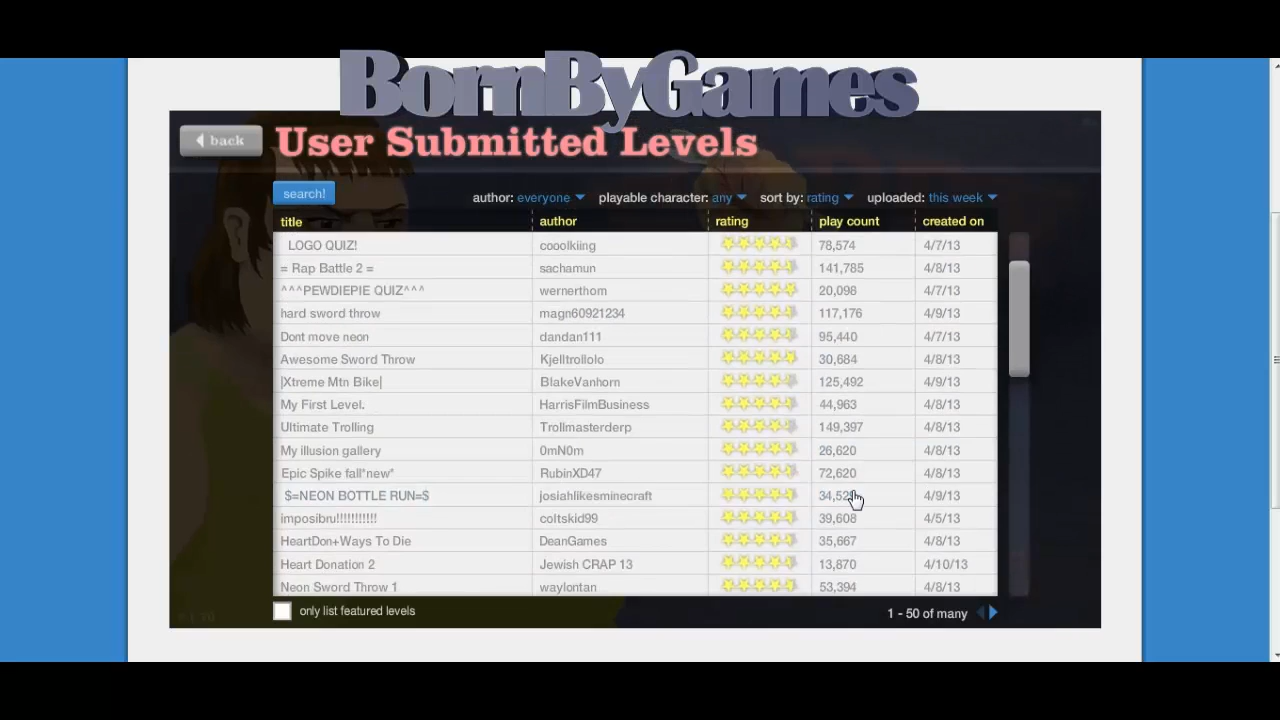 BornByGames
back
User Submitted Levels
search!
author: everyone playable character: any sort by: rating uploaded: this week
title author rating play count created on
LOGO QUIZ! cooolkiing 78,574 4/7/13
= Rap Battle 2 = sachamun 141,785 4/8/13
^^^PEWDIEPIE QUIZ^^^ wernerthom 20,098 4/7/13
hard sword throw magn60921234 117,176 4/9/13
Dont move neon dandan111 95,440 4/7/13
Awesome Sword Throw Kjelltrollolo 30,684 4/8/13
|Xtreme Mtn Bike| BlakeVanhorn 125,492 4/9/13
My First Level. HarrisFilmBusiness 44,963 4/8/13
Ultimate Trolling Trollmasterderp 149,397 4/8/13
My illusion gallery 0mN0m 26,620 4/8/13
Epic Spike fall*new* RubinXD47 72,620 4/8/13
$=NEON BOTTLE RUN=$ josiahlikesminecraft 4/9/13
imposibru!!!!!!!!!!! coltskid99 39,608 4/5/13
HeartDon+Ways To Die DeanGames 35,667 4/8/13
Heart Donation 2 Jewish CRAP 13 13,870 4/10/13
Neon Sword Throw 1 waylontan 53,394 4/8/13
only list featured levels
1 - 50 of many